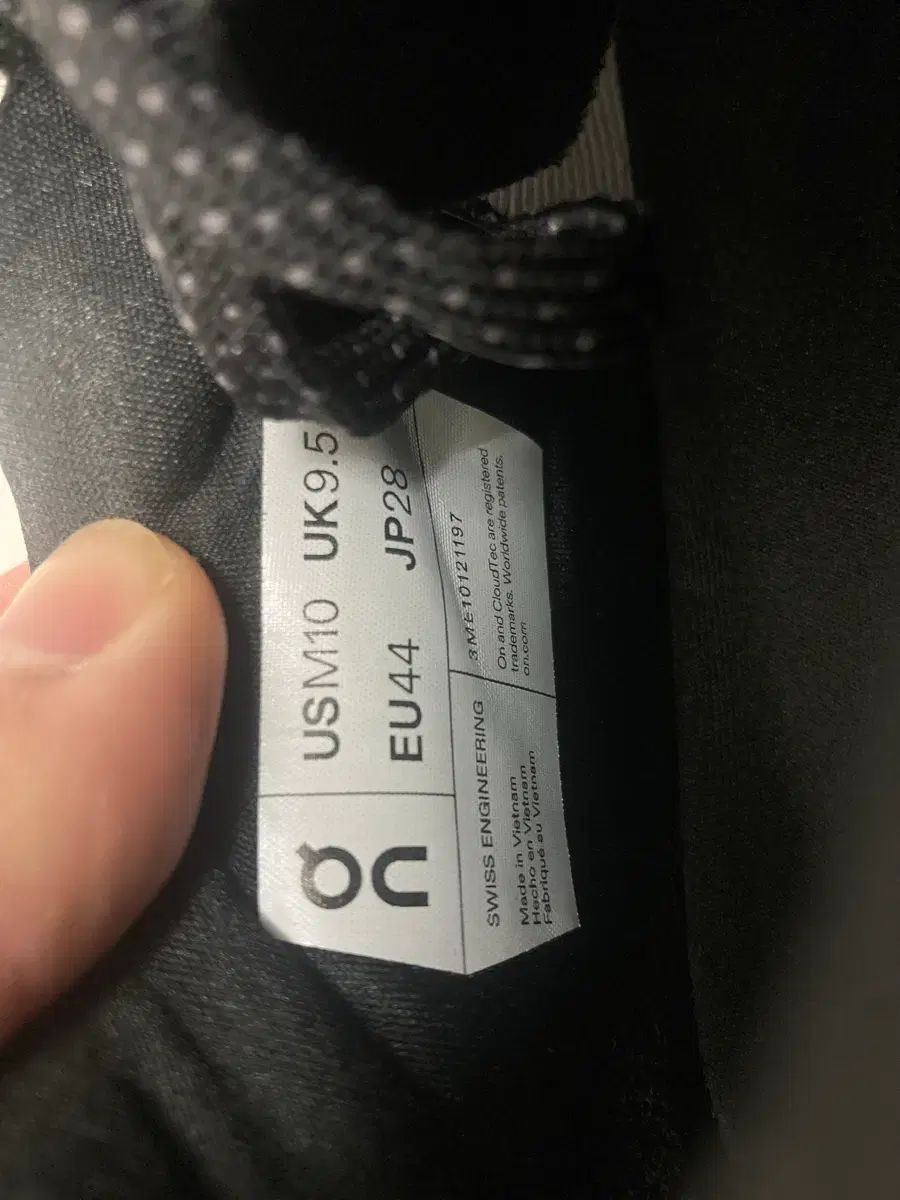 on
USM10 UK9.5
EU44 JP28
SWISS ENGINEERING
Made in Vietnam
Hecho en Vietnam
Fabriqué au Vietnam
3ME10121197
On and CloudTec are registered
trademarks. Worldwide patents.
on.com